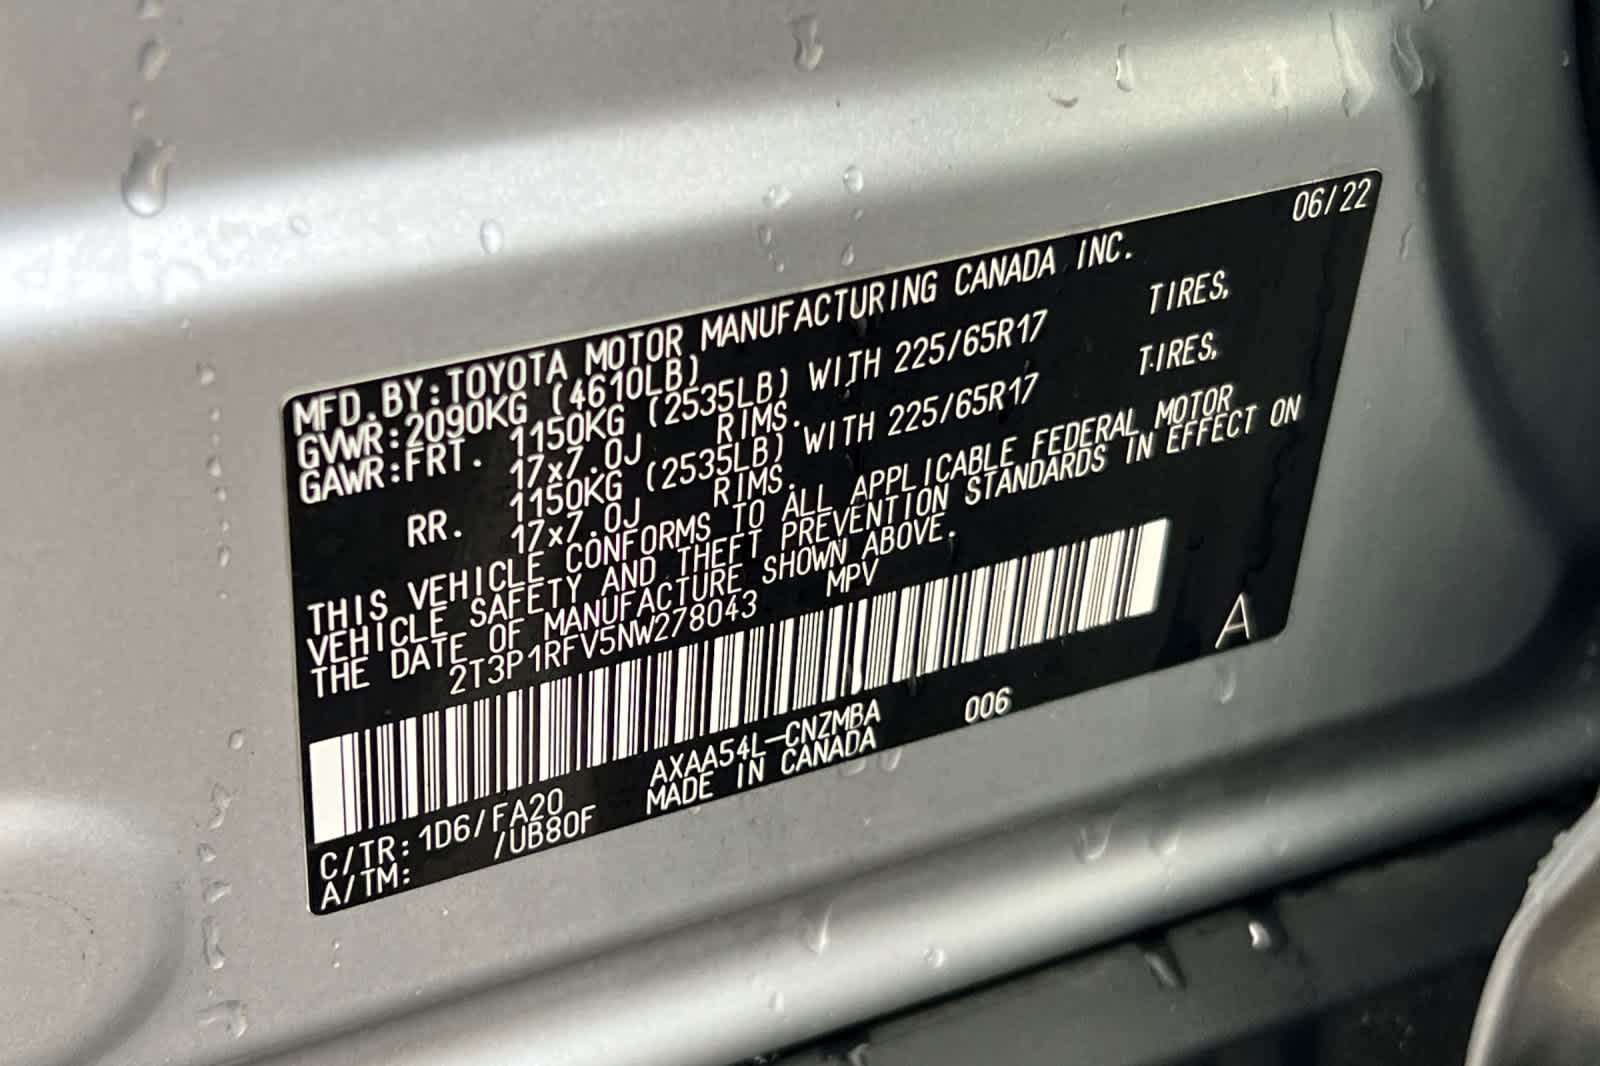 06/22
MFD.BY:TOYOTA MOTOR MANUFACTURING CANADA INC.
GVWR:2090KG (4610LB)
GAWR:FRT. 1150KG (2535LB) WITH 225/65R17 TIRES,
17x7.0J RIMS.
RR. 1150KG (2535LB) WITH 225/65R17 TIRES,
17x7.0J RIMS.
THIS VEHICLE CONFORMS TO ALL APPLICABLE FEDERAL MOTOR
VEHICLE SAFETY AND THEFT PREVENTION STANDARDS IN EFFECT ON
THE DATE OF MANUFACTURE SHOWN ABOVE.
2T3P1RFV5NW278043 MPV
A
AXAA54L-CNZMBA 006
MADE IN CANADA
C/TR: 1D6/FA20
A/TM: /UB80F